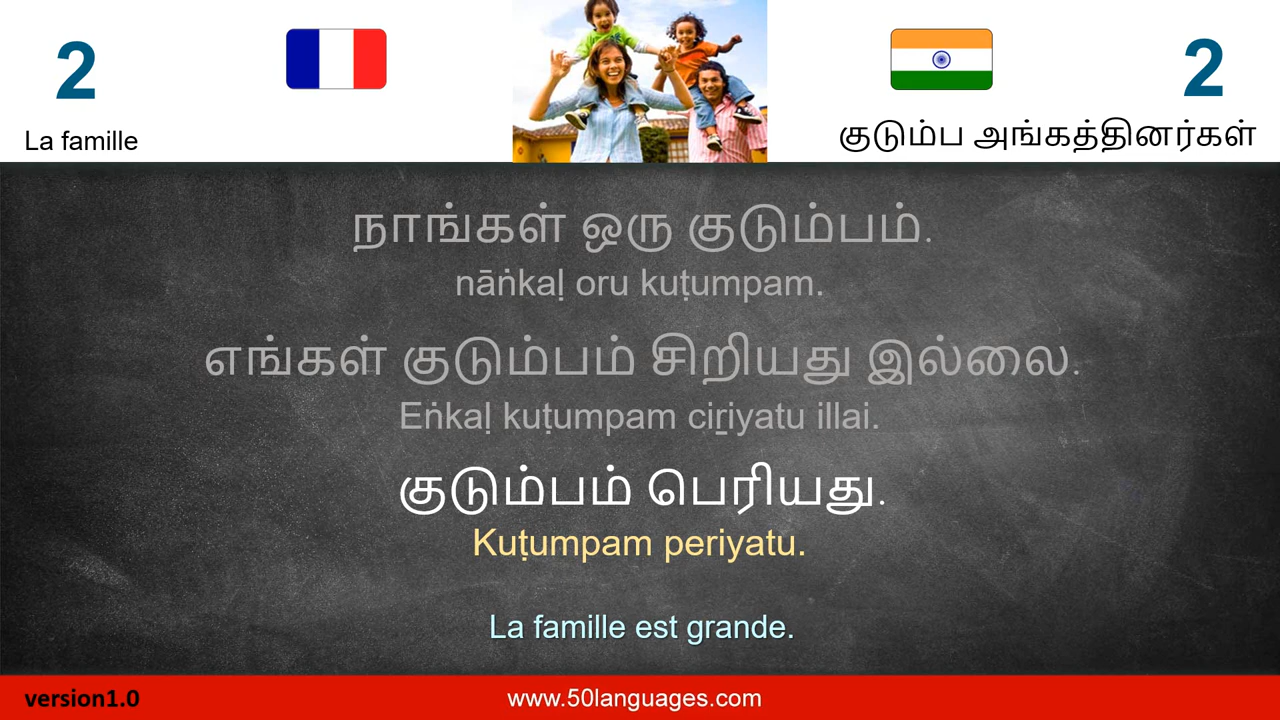 2
2
La famille
குடும்ப அங்கத்தினர்கள்
நாங்கள் ஒரு குடும்பம்.
nāṅkaḷ oru kuṭumpam.
எங்கள் குடும்பம் சிறியது இல்லை.
Eṅkaḷ kuṭumpam ciṟiyatu illai.
குடும்பம் பெரியது.
Kuṭumpam periyatu.
La famille est grande.
version1.0
www.50languages.com